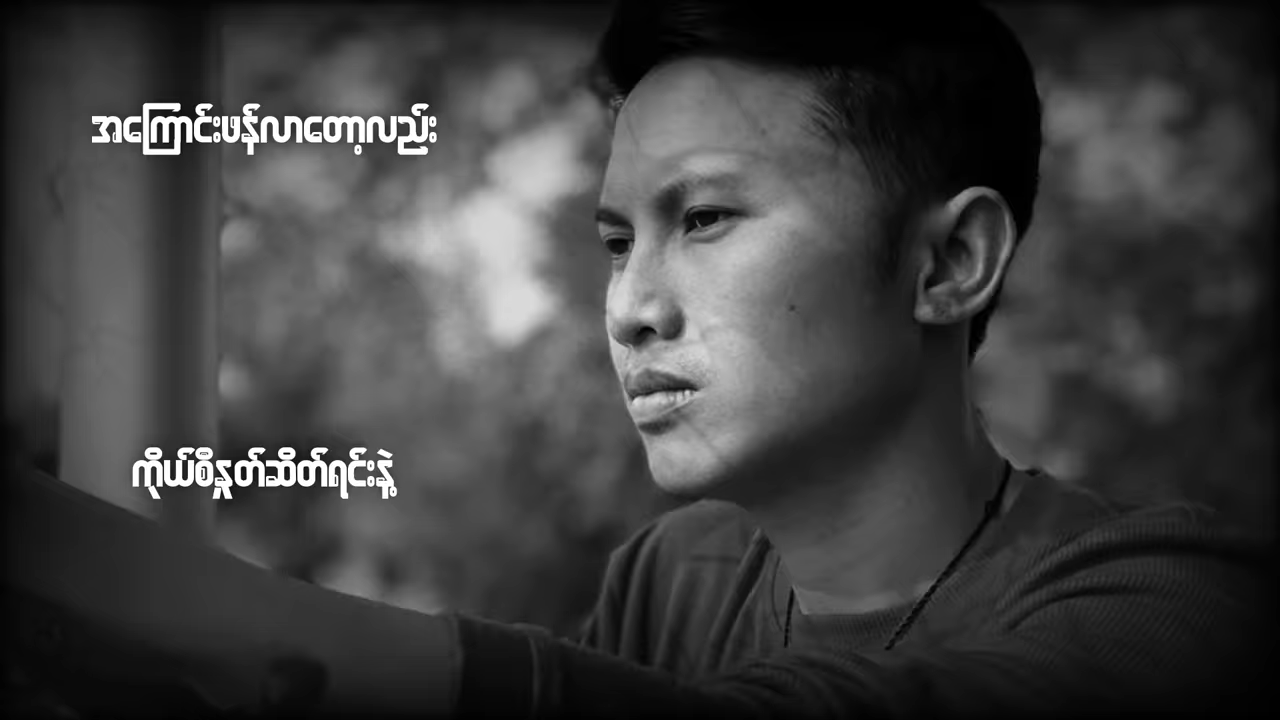 အကြောင်းဖန်လာတော့လည်း
ကိုယ်စီနှုတ်ဆိတ်ရင်းနဲ့